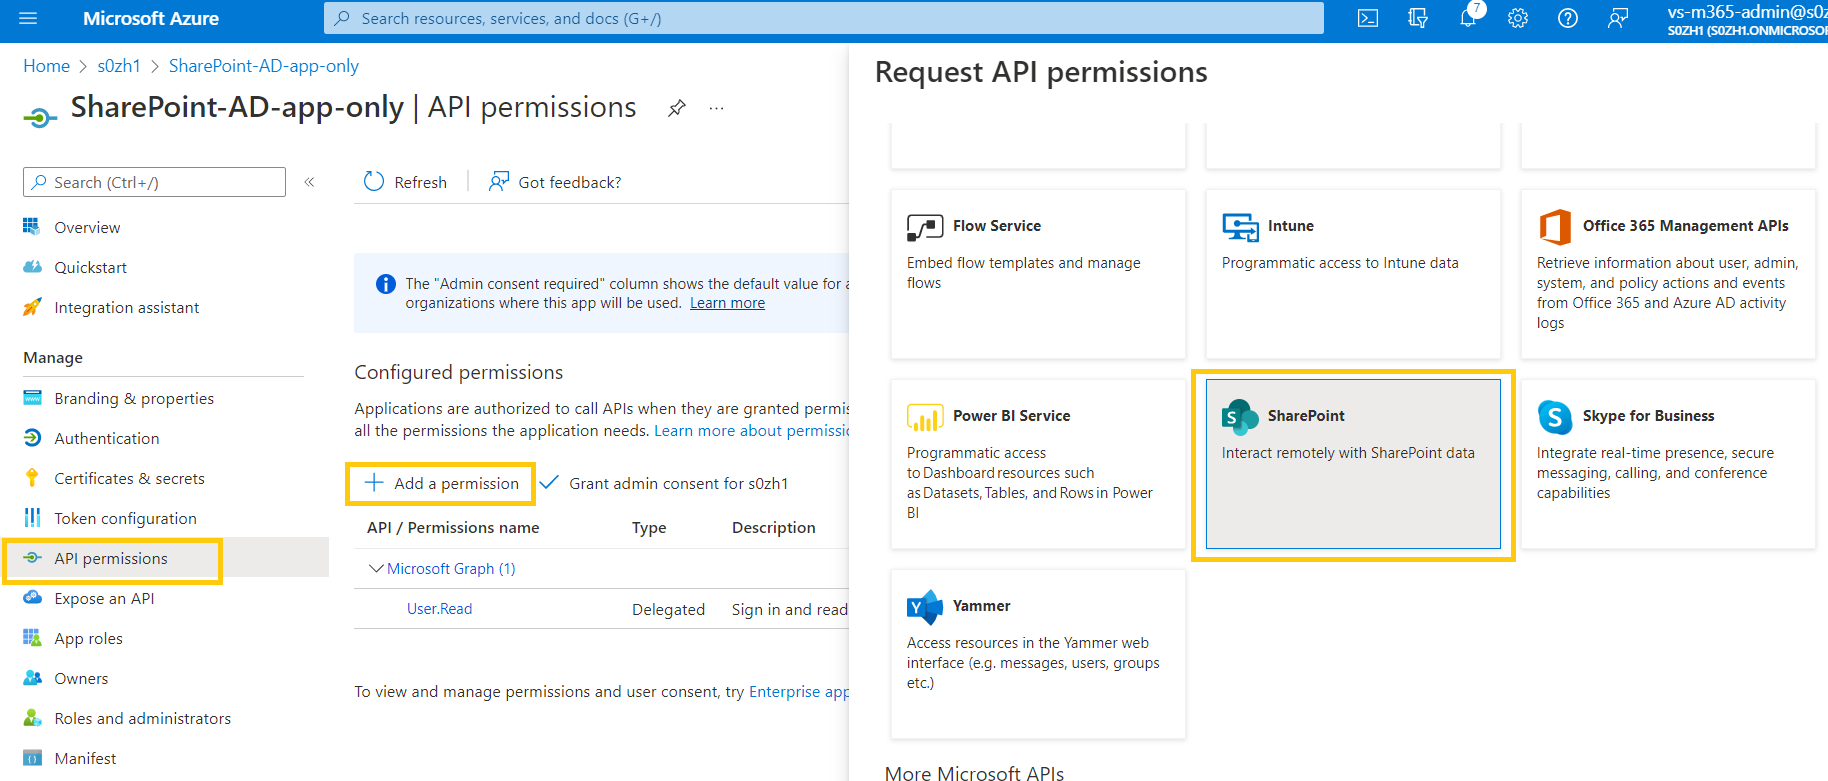 Microsoft Azure
Search resources, services, and docs (G+/)
7
vs-m365-admin@s0z
S0ZH1 (S0ZH1.ONMICROSOF
Home > s0zh1 > SharePoint-AD-app-only
SharePoint-AD-app-only | API permissions
...
Search (Ctrl+/)
«
Overview
Quickstart
Integration assistant
Manage
Branding & properties
Authentication
Certificates & secrets
Token configuration
API permissions
Expose an API
App roles
Owners
Roles and administrators
Manifest
Refresh
Got feedback?
The "Admin consent required" column shows the default value for a
organizations where this app will be used. Learn more
Configured permissions
Applications are authorized to call APIs when they are granted permis
all the permissions the application needs. Learn more about permissio
Add a permission
Grant admin consent for s0zh1
API / Permissions name Type Description
Microsoft Graph (1)
User.Read Delegated Sign in and read
To view and manage permissions and user consent, try Enterprise app
Request API permissions
Flow Service
Embed flow templates and manage
flows
Intune
Programmatic access to Intune data
Office 365 Management APIs
Retrieve information about user, admin,
system, and policy actions and events
from Office 365 and Azure AD activity
logs
Power BI Service
Programmatic access
to Dashboard resources such
as Datasets, Tables, and Rows in Power
BI
SharePoint
Interact remotely with SharePoint data
Skype for Business
Integrate real-time presence, secure
messaging, calling, and conference
capabilities
Yammer
Access resources in the Yammer web
interface (e.g. messages, users, groups
etc.)
More Microsoft APIs